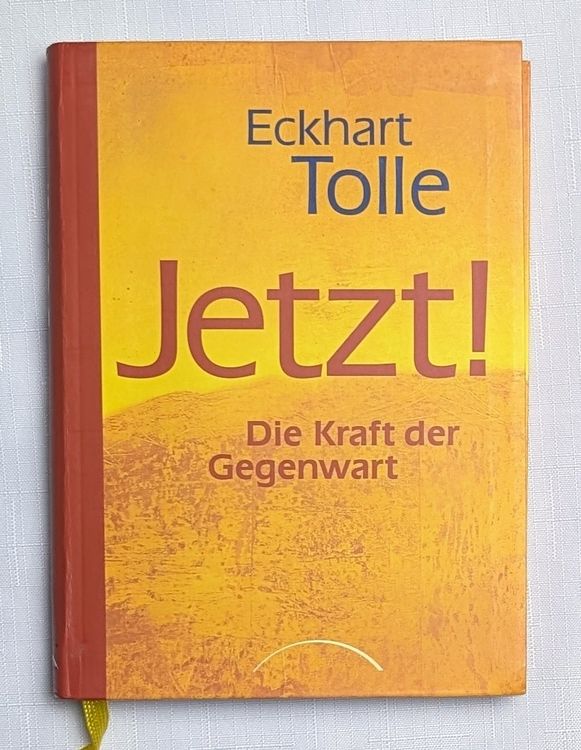 Eckhart
Tolle
Jetzt!
Die Kraft der
Gegenwart